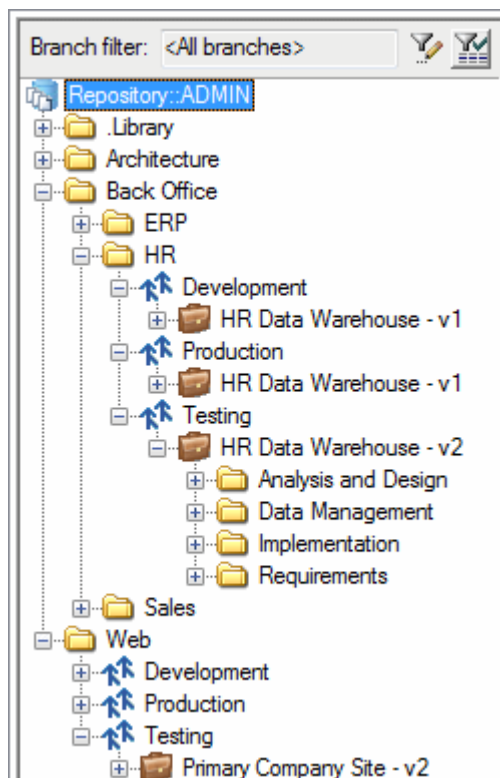 Branch filter: <All branches>
Repository::ADMIN
.Library
Architecture
Back Office
ERP
HR
Development
HR Data Warehouse - v1
Production
HR Data Warehouse - v1
Testing
HR Data Warehouse - v2
Analysis and Design
Data Management
Implementation
Requirements
Sales
Web
Development
Production
Testing
Primary Company Site - v2